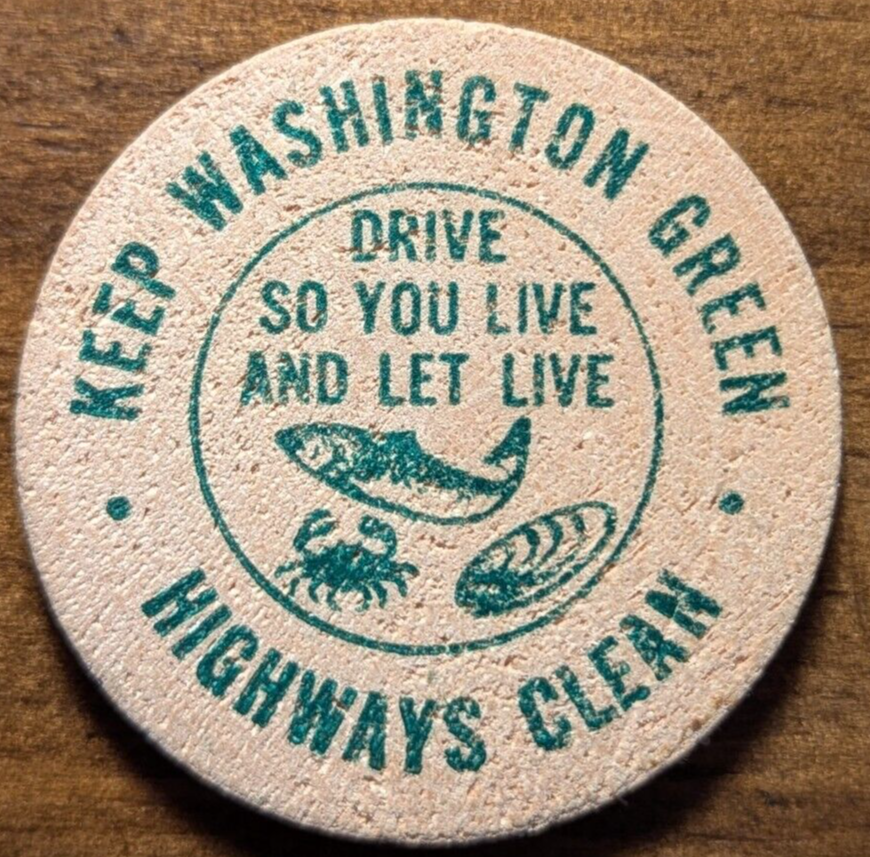 KEEP WASHINGTON GREEN
DRIVE
SO YOU LIVE
AND LET LIVE
HIGHWAYS CLEAN